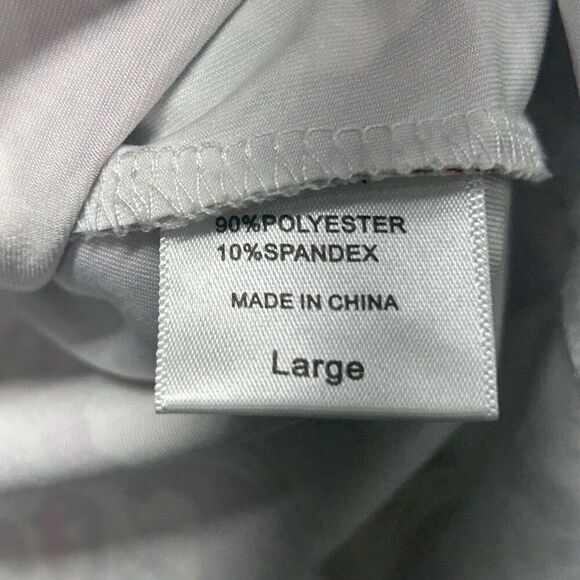 90%POLYESTER
10%SPANDEX
MADE IN CHINA
Large